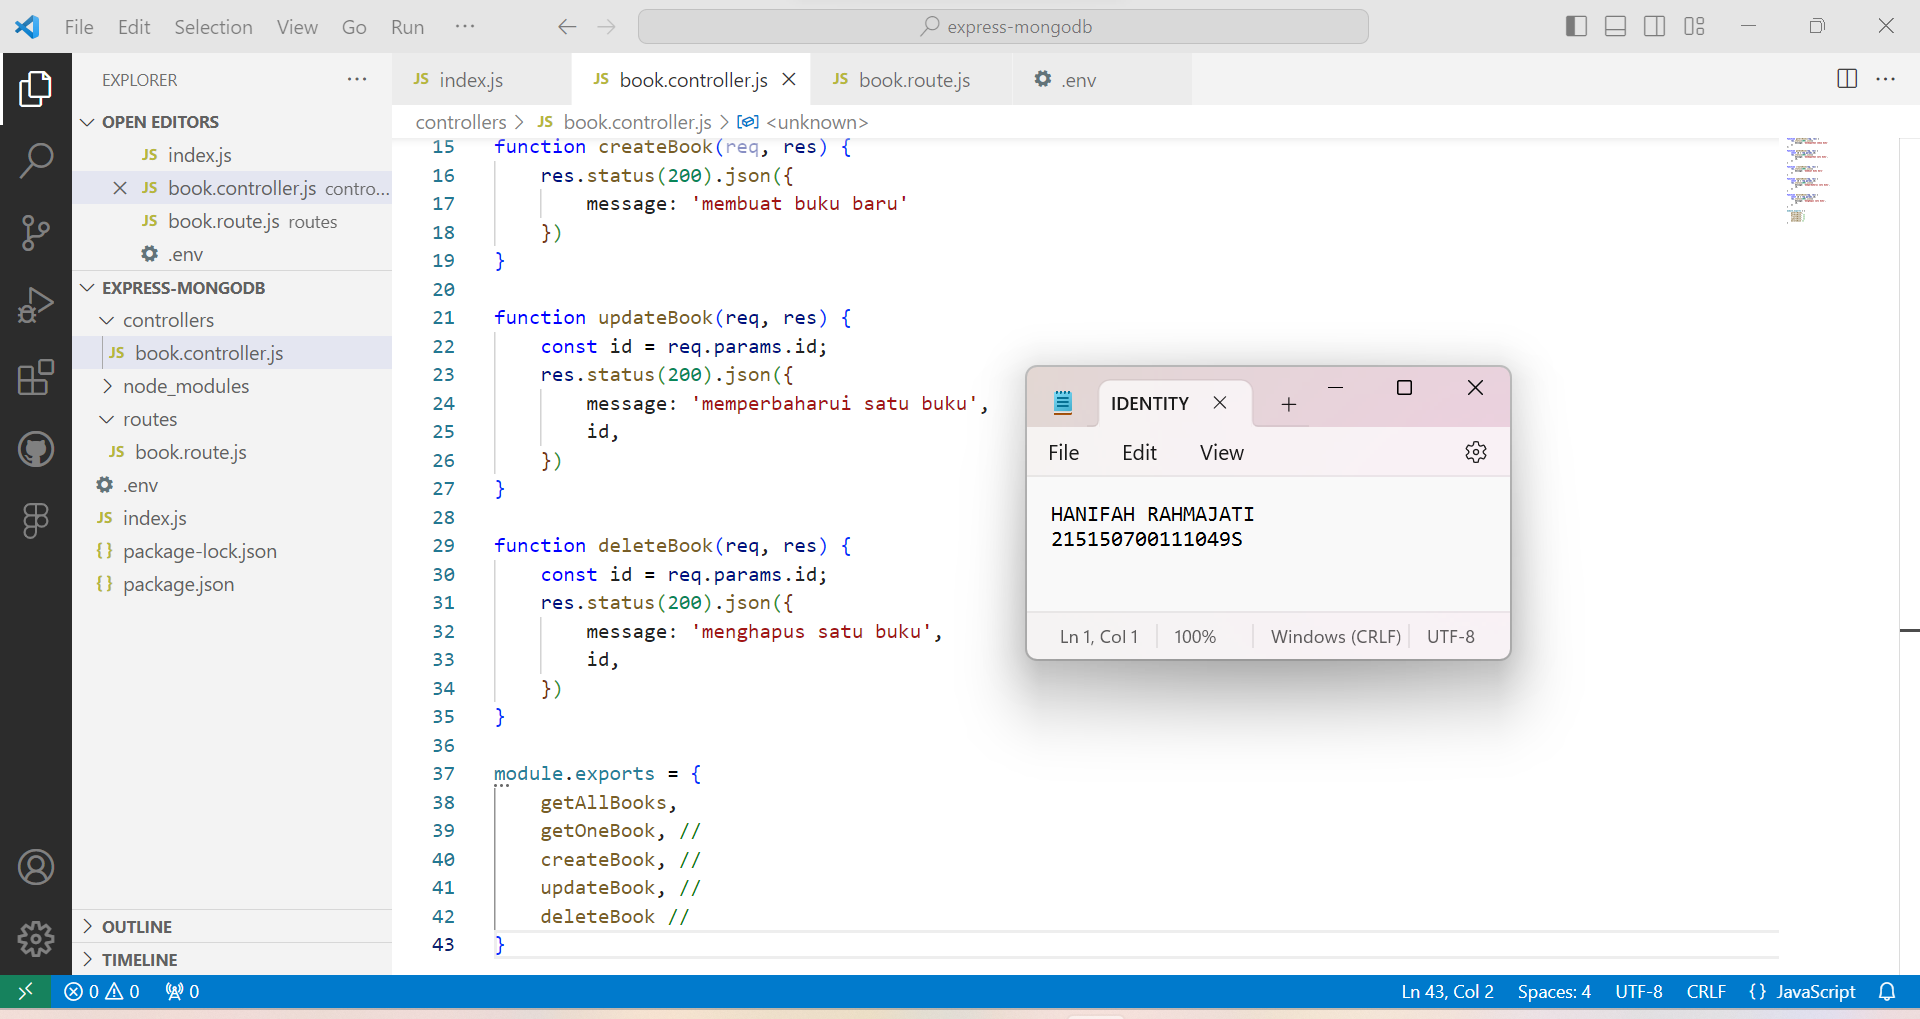 File Edit Selection View Go Run ···
express-mongodb
EXPLORER ···
OPEN EDITORS
JS index.js
JS book.controller.js contro...
JS book.route.js routes
.env
EXPRESS-MONGODB
controllers
JS book.controller.js
node_modules
routes
JS book.route.js
.env
JS index.js
{} package-lock.json
{} package.json
OUTLINE
TIMELINE
JS index.js JS book.controller.js JS book.route.js .env
controllers > JS book.controller.js > <unknown>
15 function createBook(req, res) {
16 res.status(200).json({
17 message: 'membuat buku baru'
18 })
19 }
20
21 function updateBook(req, res) {
22 const id = req.params.id;
23 res.status(200).json({
24 message: 'memperbaharui satu buku',
25 id,
26 })
27 }
28
29 function deleteBook(req, res) {
30 const id = req.params.id;
31 res.status(200).json({
32 message: 'menghapus satu buku',
33 id,
34 })
35 }
36
37 module.exports = {
38 getAllBooks,
39 getOneBook, //
40 createBook, //
41 updateBook, //
42 deleteBook //
43 }
IDENTITY
File Edit View
HANIFAH RAHMAJATI
215150700111049S
Ln 1, Col 1 100% Windows (CRLF) UTF-8
0 0 0 Ln 43, Col 2 Spaces: 4 UTF-8 CRLF {} JavaScript